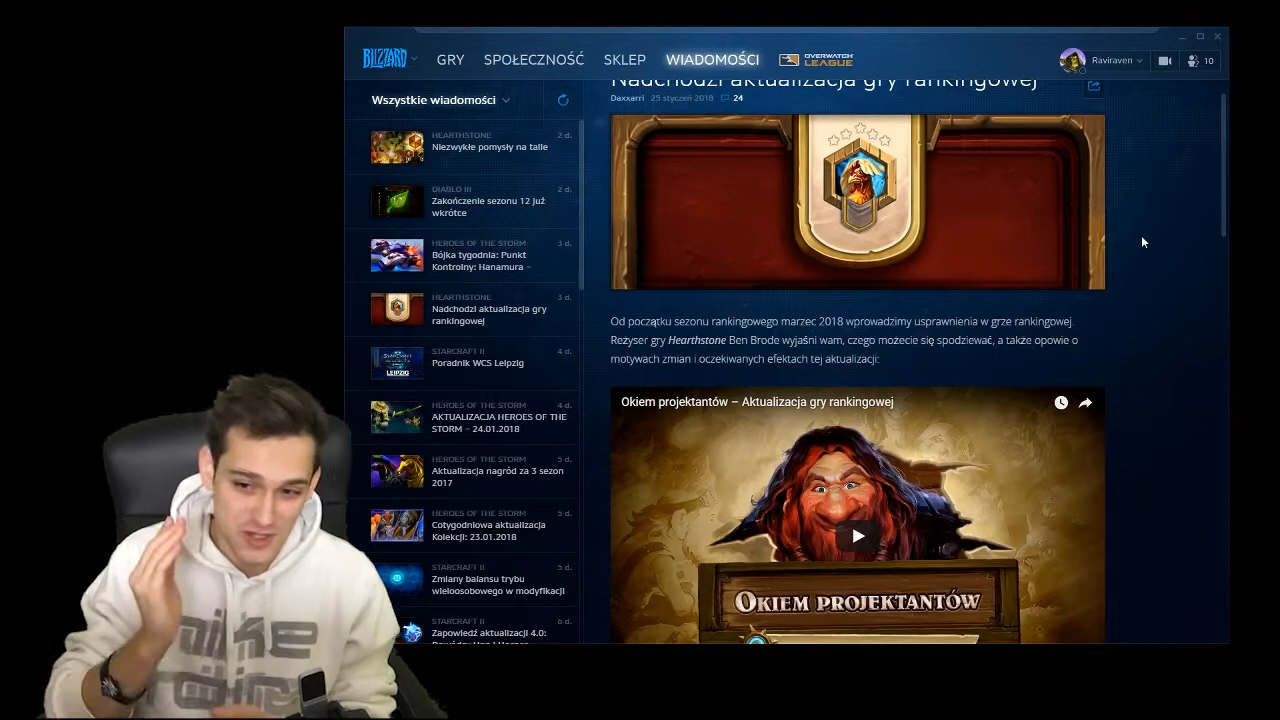 BLIZZARD
GRY
SPOŁECZNOŚĆ
SKLEP
WIADOMOŚCI
OVERWATCH
LEAGUE
Raviraven
10
Wszystkie wiadomości
HEARTHSTONE 2 d.
Niezwykłe pomysły na talie
DIABLO III 2 d.
Zakończenie sezonu 12 już
wkrótce
HEROES OF THE STORM 3 d.
Bójka tygodnia: Punkt
Kontrolny: Hanamura –
HEARTHSTONE 3 d.
Nadchodzi aktualizacja gry
rankingowej
STARCRAFT II 4 d.
Poradnik WCS Leipzig
STARCRAFT
LEIPZIG
HEROES OF THE STORM 4 d.
AKTUALIZACJA HEROES OF THE
STORM – 24.01.2018
HEROES OF THE STORM 5 d.
Aktualizacja nagród za 3 sezon
2017
HEROES OF THE STORM 5 d.
Cotygodniowa aktualizacja
Kolekcji: 23.01.2018
STARCRAFT II 5 d.
Zmiany balansu trybu
wieloosobowego w modyfikacji
STARCRAFT II 6 d.
Zapowiedź aktualizacji 4.0:
Nadchodzi aktualizacja gry rankingowej
Daxxarri 25 styczeń 2018 24
Od początku sezonu rankingowego marzec 2018 wprowadzimy usprawnienia w grze rankingowej.
Reżyser gry Hearthstone Ben Brode wyjaśni wam, czego możecie się spodziewać, a także opowie o
motywach zmian i oczekiwanych efektach tej aktualizacji:
Okiem projektantów – Aktualizacja gry rankingowej
OKIEM PROJEKTANTÓW
nike